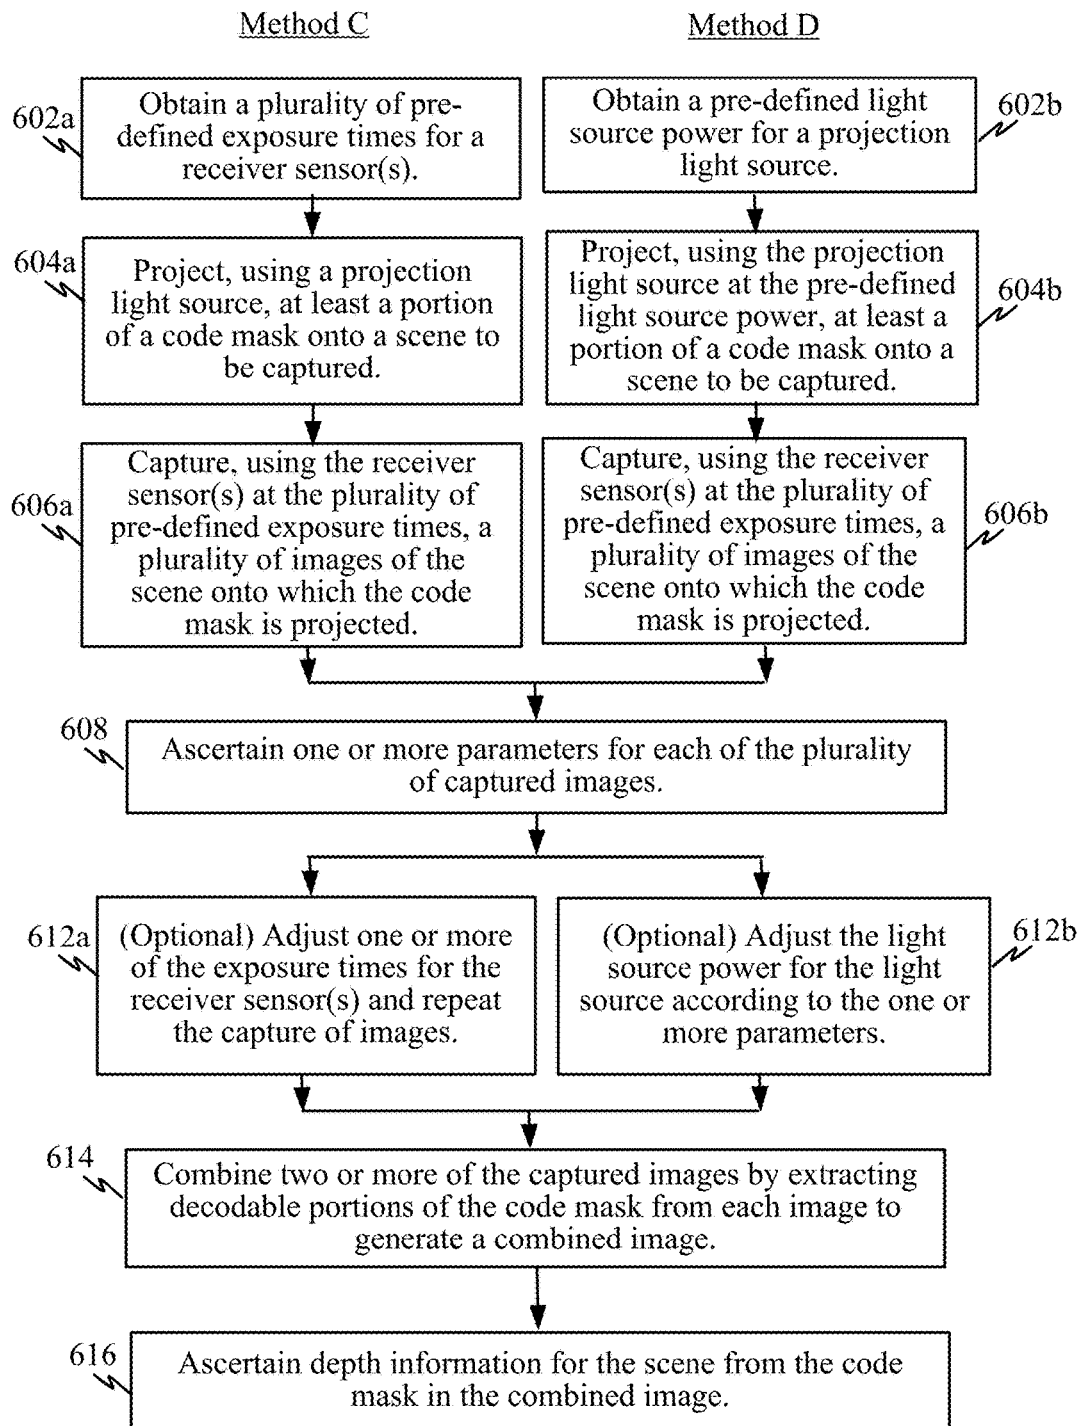 Method C
Method D
602a
Obtain a plurality of pre-
defined exposure times for a
receiver sensor(s).
Obtain a pre-defined light
source power for a projection
light source.
602b
604a
Project, using a projection
light source, at least a portion
of a code mask onto a scene to
be captured.
Project, using the projection
light source at the pre-defined
light source power, at least a
portion of a code mask onto a
scene to be captured.
604b
606a
Capture, using the receiver
sensor(s) at the plurality of
pre-defined exposure times, a
plurality of images of the
scene onto which the code
mask is projected.
Capture, using the receiver
sensor(s) at the plurality of
pre-defined exposure times, a
plurality of images of the
scene onto which the code
mask is projected.
606b
608
Ascertain one or more parameters for each of the plurality
of captured images.
612a
(Optional) Adjust one or more
of the exposure times for the
receiver sensor(s) and repeat
the capture of images.
(Optional) Adjust the light
source power for the light
source according to the one or
more parameters.
612b
614
Combine two or more of the captured images by extracting
decodable portions of the code mask from each image to
generate a combined image.
616
Ascertain depth information for the scene from the code
mask in the combined image.